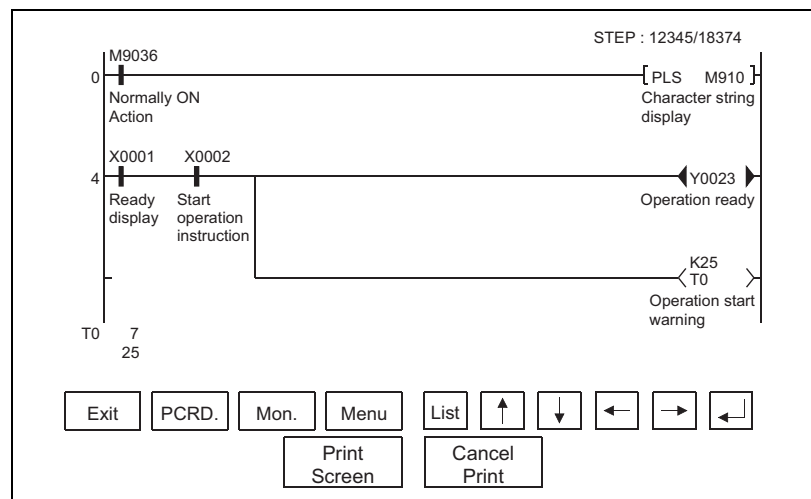 STEP : 12345/18374
M9036
0
PLS M910
Normally ON
Action
Character string
display
X0001 X0002
4
Y0023
Ready
display
Start
operation
instruction
Operation ready
K25
T0
Operation start
warning
T0 7
25
Exit PCRD. Mon. Menu List
Print
Screen
Cancel
Print